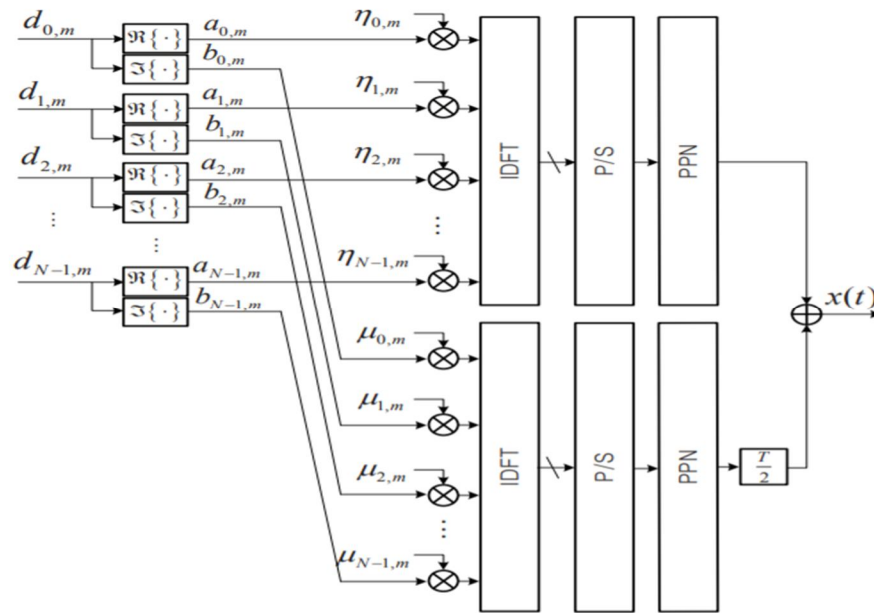 d_{0,m} ℜ{·} a_{0,m} η_{0,m}
ℑ{·} b_{0,m}
d_{1,m} ℜ{·} a_{1,m} η_{1,m}
ℑ{·} b_{1,m}
d_{2,m} ℜ{·} a_{2,m} η_{2,m}
ℑ{·} b_{2,m}
⋮ ⋮ ⋮
d_{N-1,m} ℜ{·} a_{N-1,m} η_{N-1,m}
ℑ{·} b_{N-1,m}
IDFT P/S PPN
x(t)
μ_{0,m}
μ_{1,m}
μ_{2,m}
⋮
μ_{N-1,m}
IDFT P/S PPN T/2